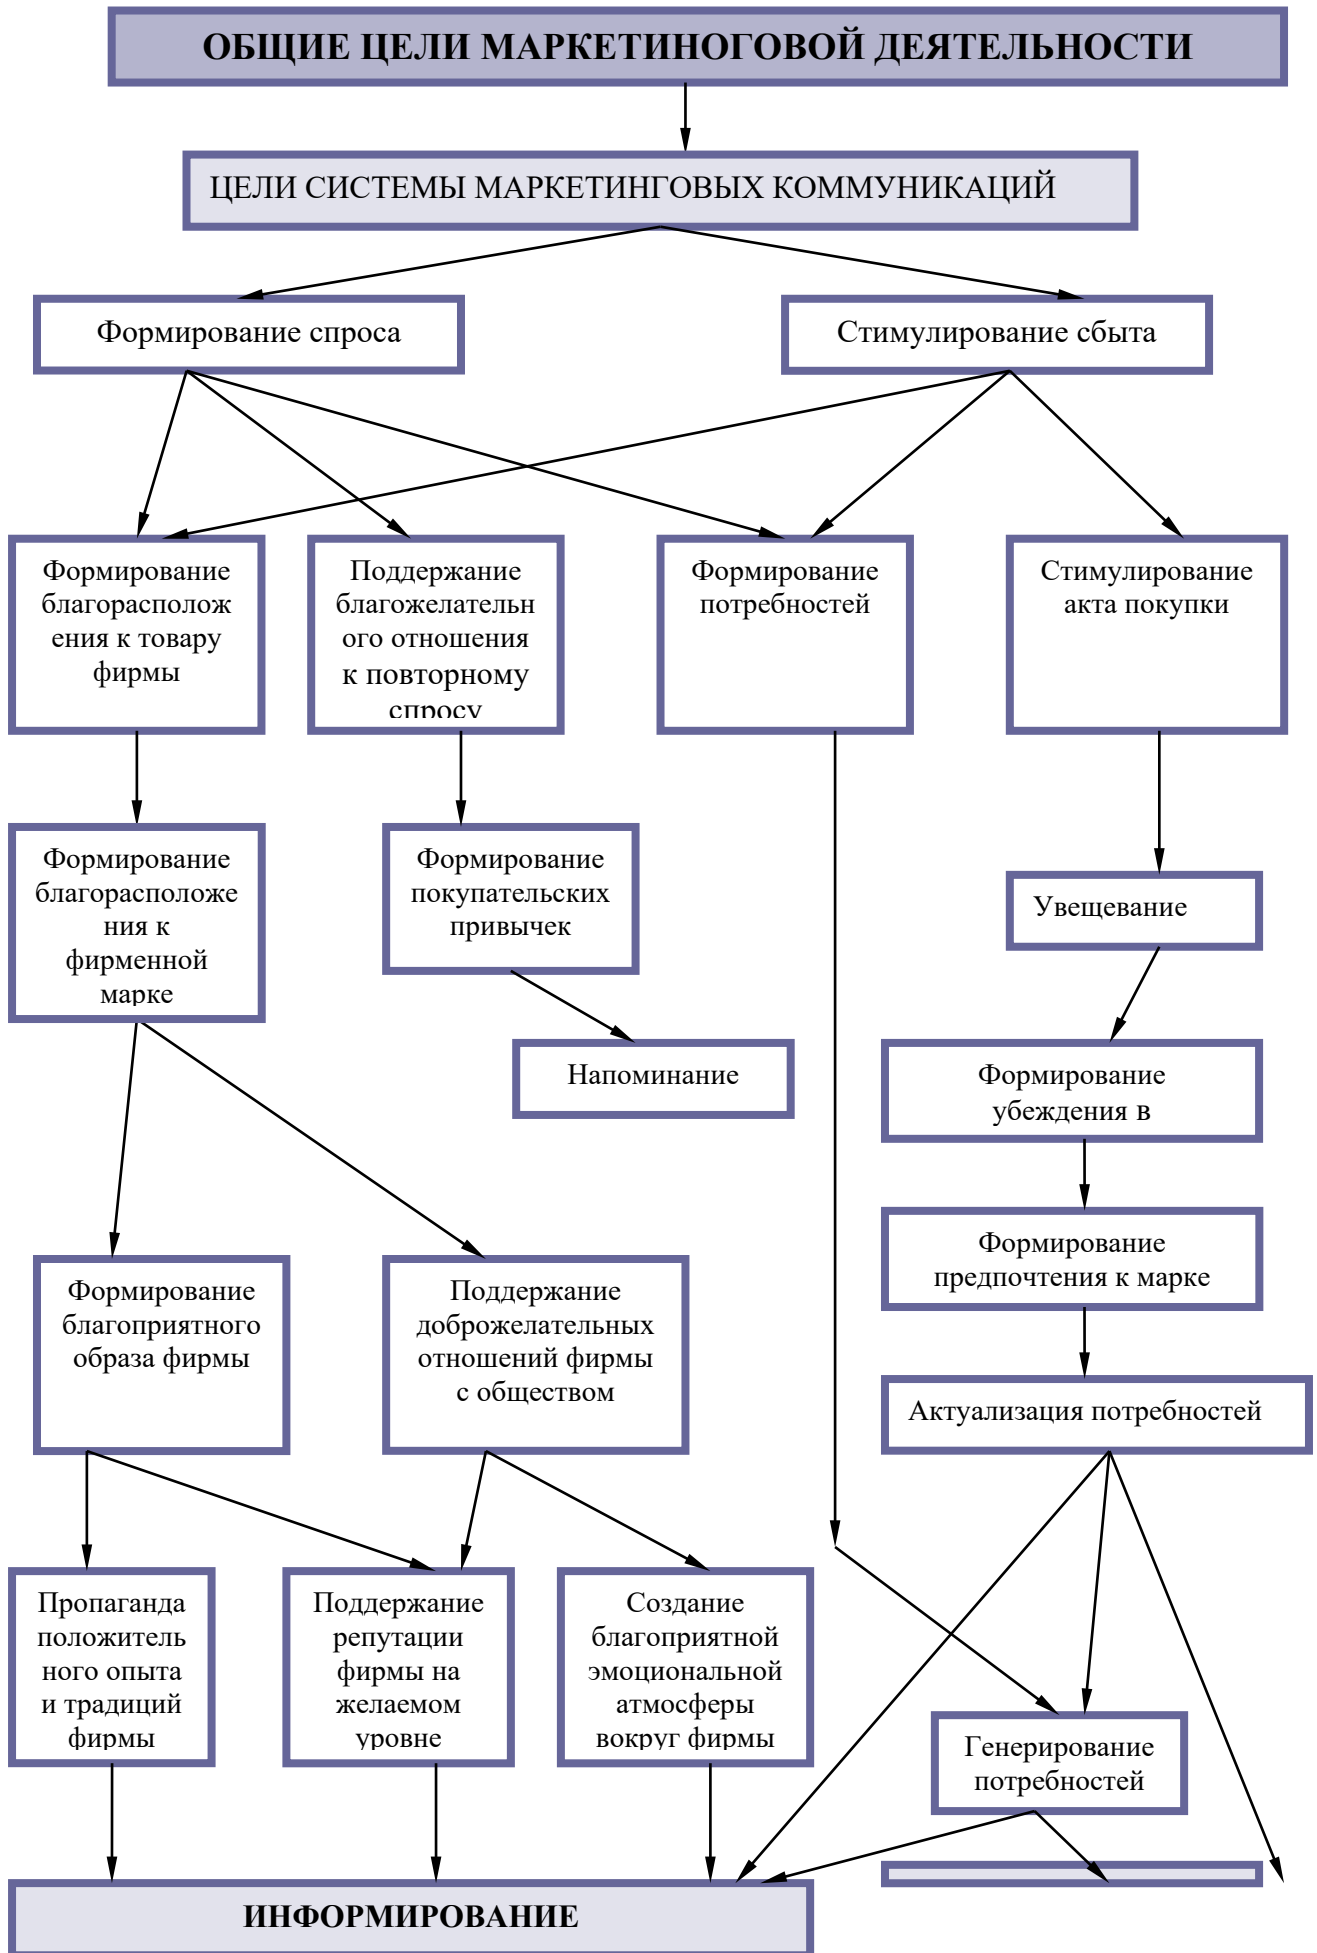 ОБЩИЕ ЦЕЛИ МАРКЕТИНОГОВОЙ ДЕЯТЕЛЬНОСТИ
ЦЕЛИ СИСТЕМЫ МАРКЕТИНГОВЫХ КОММУНИКАЦИЙ
Формирование спроса
Стимулирование сбыта
Формирование
благорасполож
ения к товару
фирмы
Поддержание
благожелательн
ого отношения
к повторному
спросу
Формирование
потребностей
Стимулирование
акта покупки
Формирование
благорасположе
ния к
фирменной
марке
Формирование
покупательских
привычек
Увещевание
Напоминание
Формирование
убеждения в
Формирование
предпочтения к марке
Формирование
благоприятного
образа фирмы
Поддержание
доброжелательных
отношений фирмы
с обществом
Актуализация потребностей
Пропаганда
положитель
ного опыта
и традиций
фирмы
Поддержание
репутации
фирмы на
желаемом
уровне
Создание
благоприятной
эмоциональной
атмосферы
вокруг фирмы
Генерирование
потребностей
ИНФОРМИРОВАНИЕ